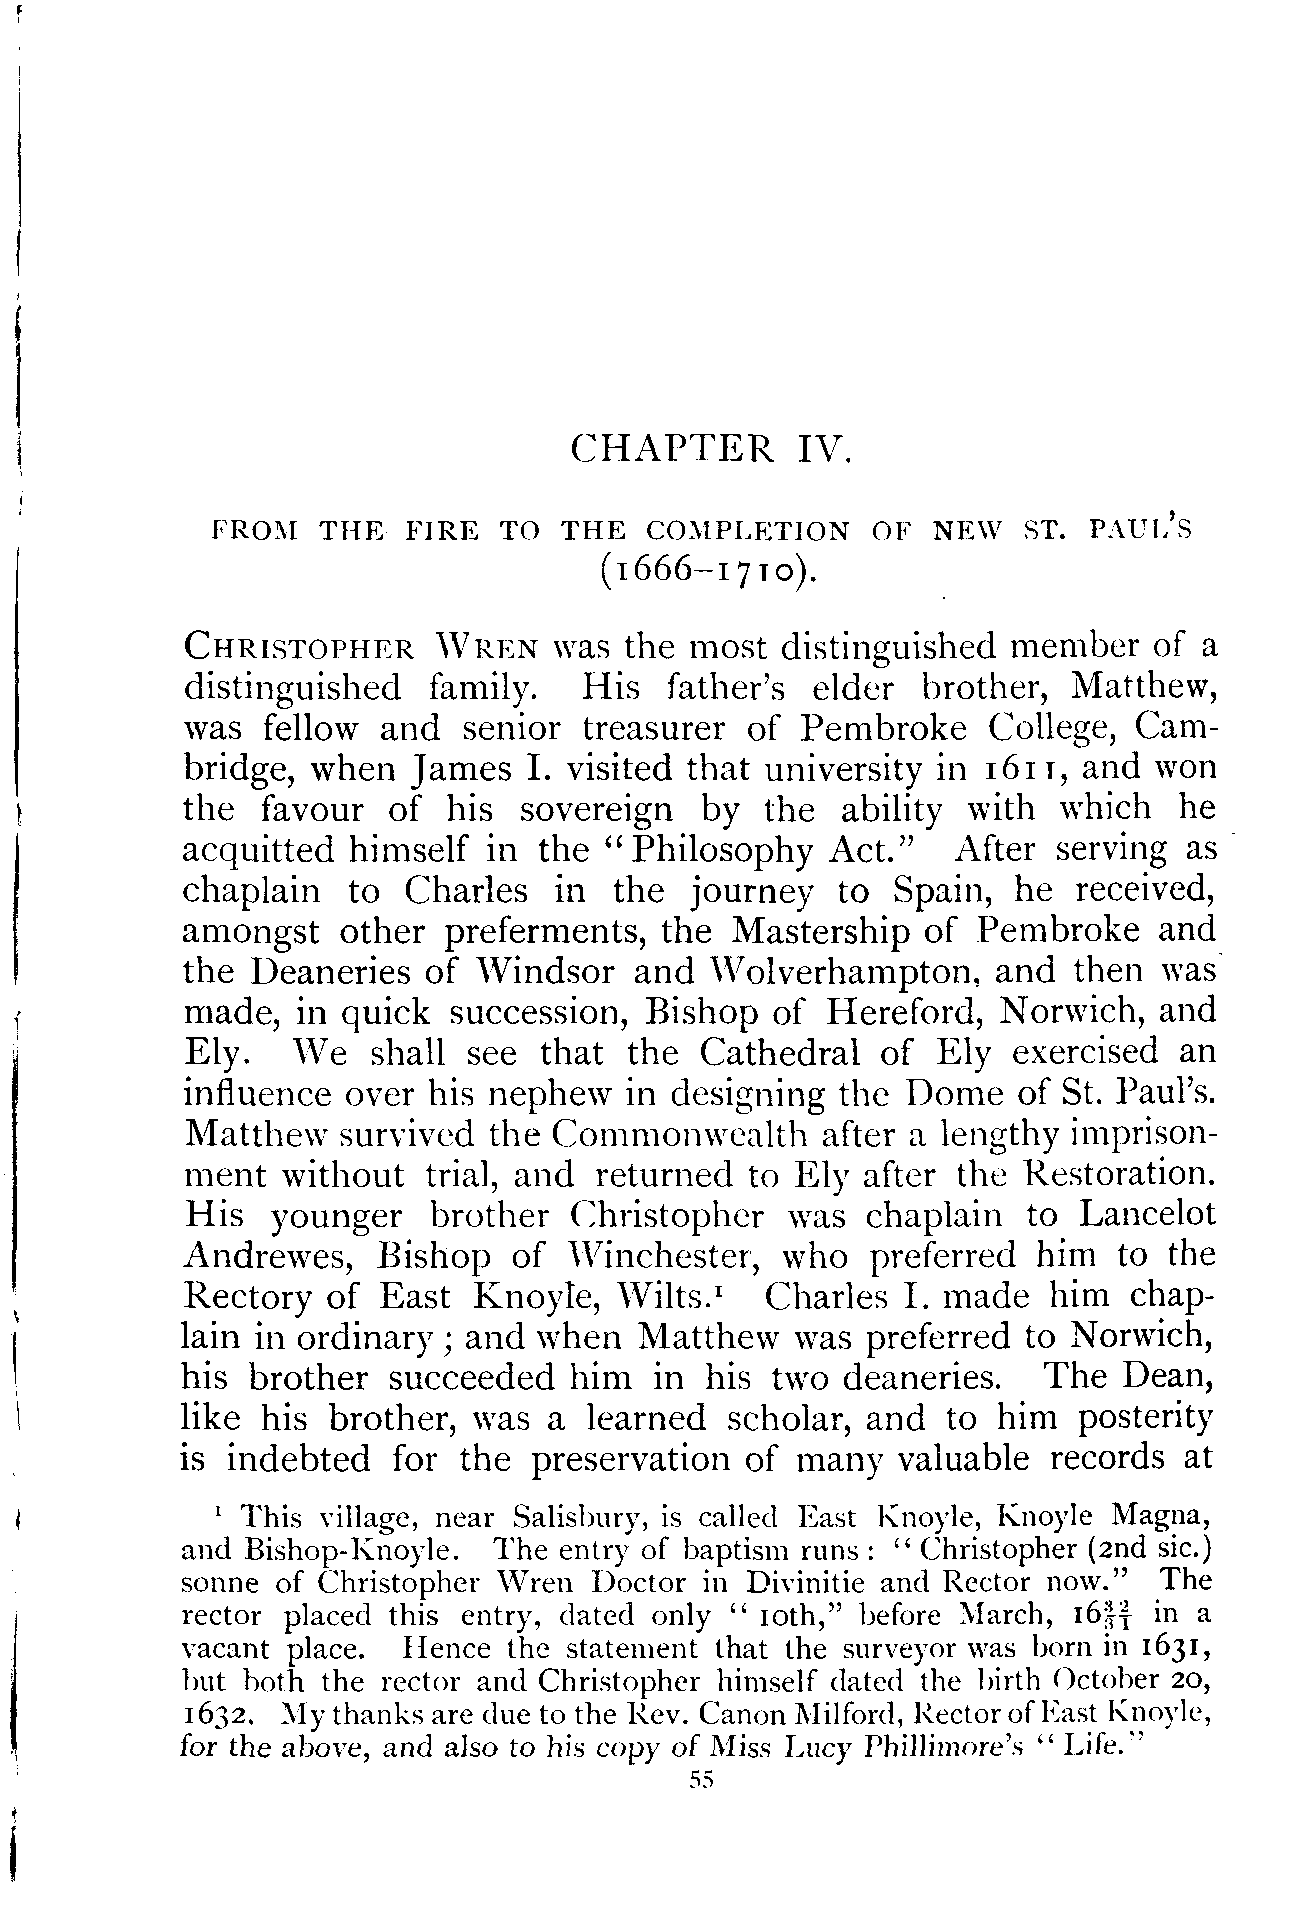 CHAPTER IV.
FROM THE FIRE TO THE COMPLETION OF NEW ST. PAUL'S
(1666–1710).
CHRISTOPHER WREN was the most distinguished member of a
distinguished family. His father's elder brother, Matthew,
was fellow and senior treasurer of Pembroke College, Cam-
bridge, when James I. visited that university in 1611, and won
the favour of his sovereign by the ability with which he
acquitted himself in the “Philosophy Act.” After serving as
chaplain to Charles in the journey to Spain, he received,
amongst other preferments, the Mastership of Pembroke and
the Deaneries of Windsor and Wolverhampton, and then was
made, in quick succession, Bishop of Hereford, Norwich, and
Ely. We shall see that the Cathedral of Ely exercised an
influence over his nephew in designing the Dome of St. Paul's.
Matthew survived the Commonwealth after a lengthy imprison-
ment without trial, and returned to Ely after the Restoration.
His younger brother Christopher was chaplain to Lancelot
Andrewes, Bishop of Winchester, who preferred him to the
Rectory of East Knoyle, Wilts.¹ Charles I. made him chap-
lain in ordinary; and when Matthew was preferred to Norwich,
his brother succeeded him in his two deaneries. The Dean,
like his brother, was a learned scholar, and to him posterity
is indebted for the preservation of many valuable records at
¹ This village, near Salisbury, is called East Knoyle, Knoyle Magna,
and Bishop-Knoyle. The entry of baptism runs: “Christopher (2nd sic.)
sonne of Christopher Wren Doctor in Divinitie and Rector now.” The
rector placed this entry, dated only “10th,” before March, 16 32/31 in a
vacant place. Hence the statement that the surveyor was born in 1631,
but both the rector and Christopher himself dated the birth October 20,
1632. My thanks are due to the Rev. Canon Milford, Rector of East Knoyle,
for the above, and also to his copy of Miss Lucy Phillimore's “Life.”
55